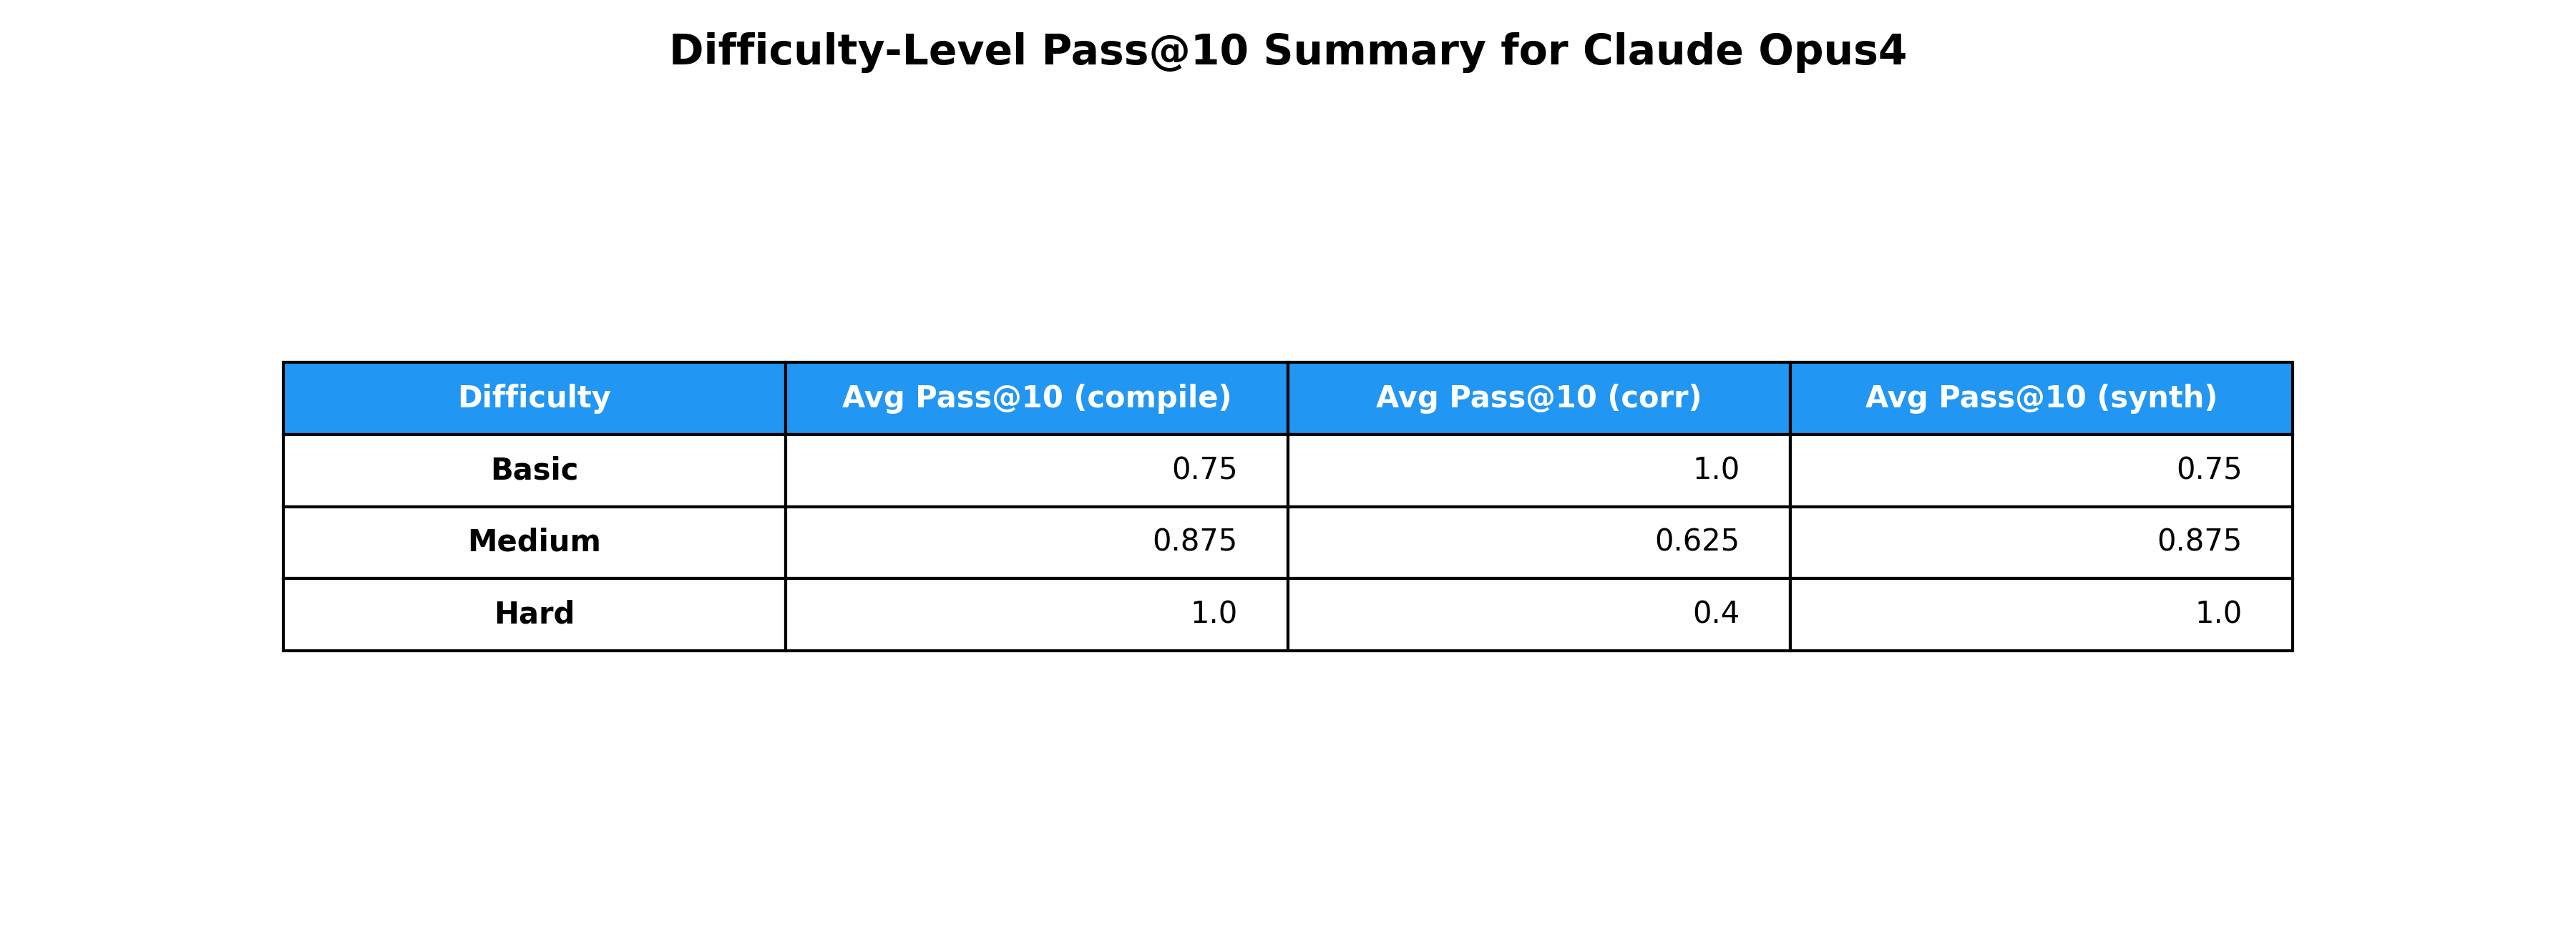 Difficulty-Level Pass@10 Summary for Claude Opus4
Difficulty Avg Pass@10 (compile) Avg Pass@10 (corr) Avg Pass@10 (synth)
Basic 0.75 1.0 0.75
Medium 0.875 0.625 0.875
Hard 1.0 0.4 1.0